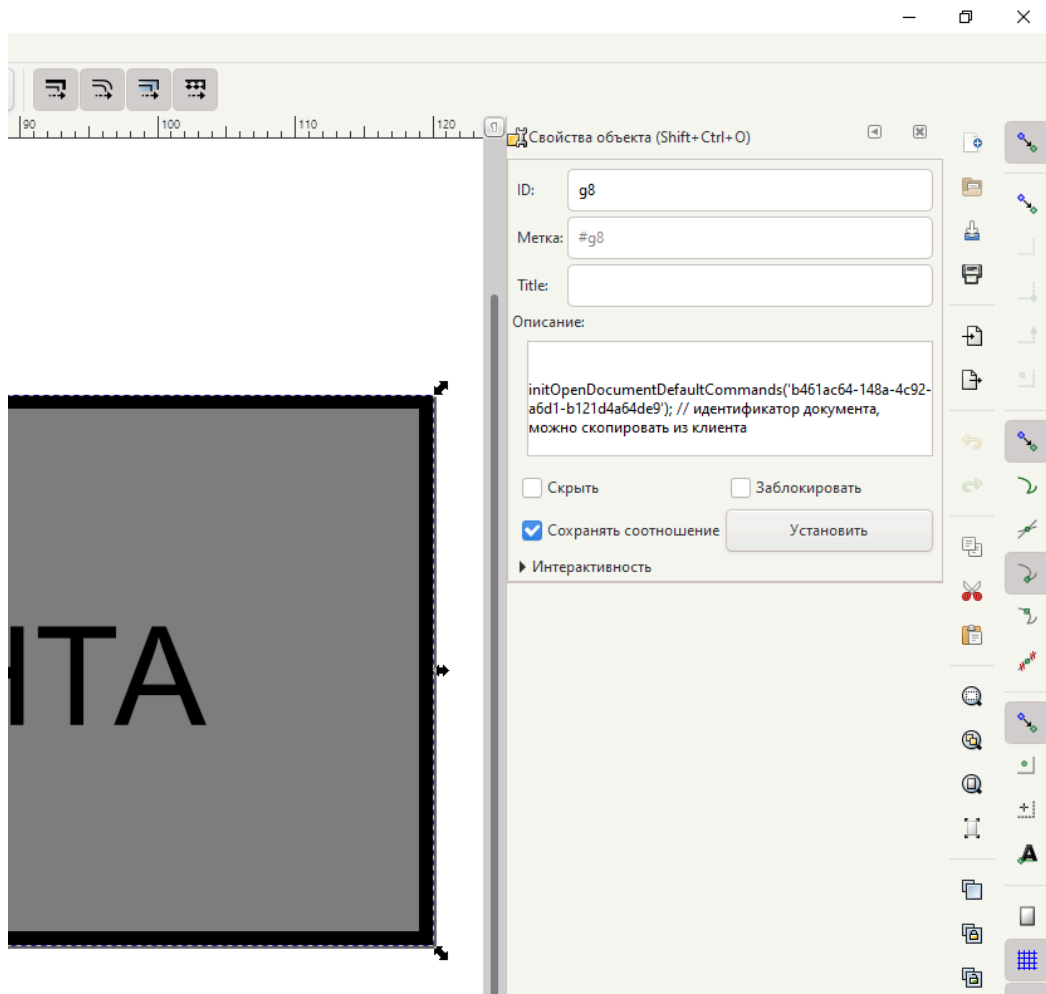 90
100
110
120
Свойства объекта (Shift+Ctrl+O)
ID:
g8
Метка:
#g8
Title:
Описание:
initOpenDocumentDefaultCommands('b461ac64-148a-4c92-
a6d1-b121d4a64de9'); // идентификатор документа,
можно скопировать из клиента
Скрыть
Заблокировать
Сохранять соотношение
Установить
Интерактивность
НТА